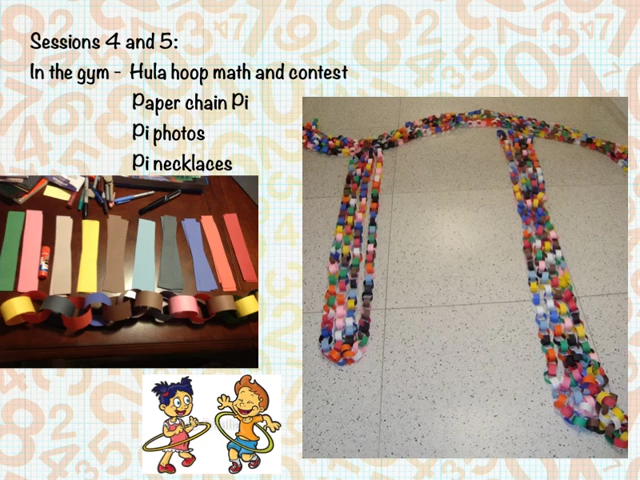 Sessions 4 and 5:
In the gym - Hula hoop math and contest
Paper chain Pi
Pi photos
Pi necklaces